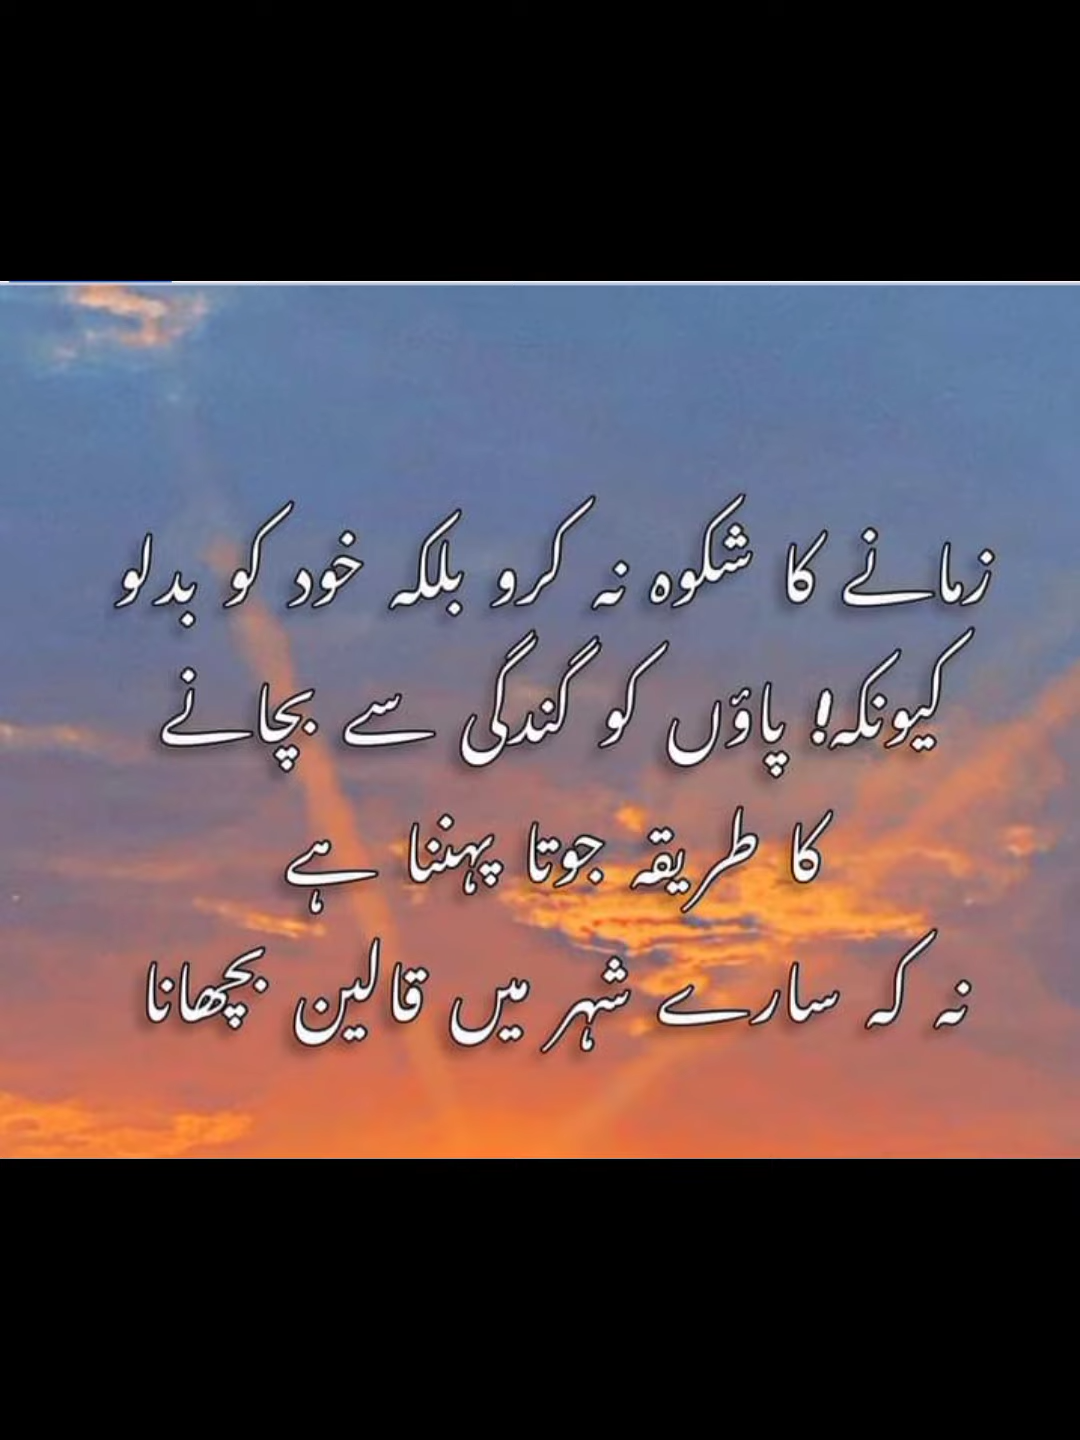 زمانے کا شکوہ نہ کرو بلکہ خود کو بدلو
کیونکہ! پاؤں کو گندگی سے بچانے
کا طریقہ جوتا پہننا ہے
نہ کہ سارے شہر میں قالین بچھانا